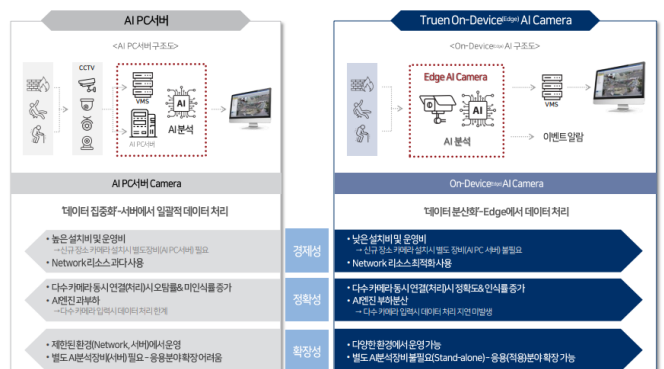 AI PC서버
<AI PC서버 구조도>
CCTV
VMS
AI
AI 분석
AI PC서버
AI PC서버 Camera
'데이터 집중화'-서버에서 일괄적 데이터 처리
• 높은 설치비 및 운영비
→ 신규 장소 카메라 설치시 별도장비(AI PC서버) 필요
• Network 리소스 과다 사용
• 다수 카메라 동시 연결(처리)시 오탐률& 미인식률 증가
• AI엔진 과부하
→ 다수 카메라 입력시 데이터 처리 한계
• 제한된 환경(Network, 서버)에서 운영
• 별도 AI분석장비(서버) 필요 - 응용분야 확장 어려움
경제성
정확성
확장성
Truen On-Device(Edge) AI Camera
<On-Device(Edge) AI 구조도>
Edge AI Camera
AI
AI 분석
VMS
이벤트 알람
On-Device(Edge) AI Camera
'데이터 분산화'-Edge에서 데이터 처리
• 낮은 설치비 및 운영비
→ 신규 장소 카메라 설치시 별도 장비(AI PC 서버) 불필요
• Network 리소스 최적화 사용
• 다수 카메라 동시 연결(처리)시 정확도& 인식률 증가
• AI엔진 부하분산
→ 다수 카메라 입력시 데이터 처리 지연 미발생
• 다양한 환경에서 운영 가능
• 별도 AI분석장비 불필요(Stand-alone) - 응용(적용)분야 확장 가능